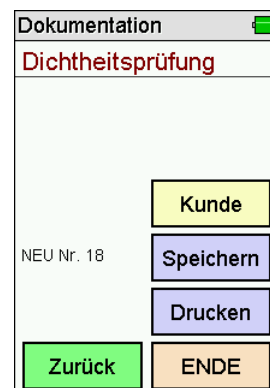 Dokumentation
Dichtheitsprüfung
Kunde
NEU Nr. 18
Speichern
Drucken
Zurück
ENDE